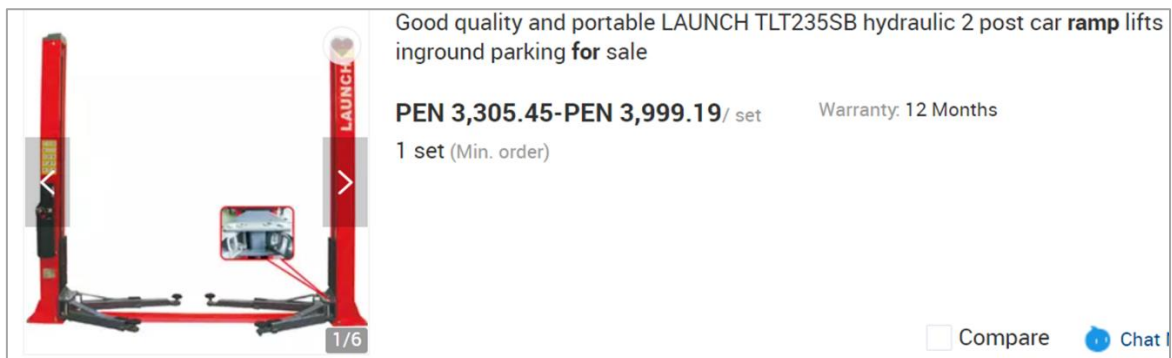 Good quality and portable LAUNCH TLT235SB hydraulic 2 post car ramp lifts
inground parking for sale
PEN 3,305.45-PEN 3,999.19/ set
Warranty: 12 Months
1 set (Min. order)
LAUNCH
1/6
Compare
Chat